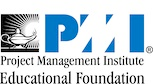 PMI®
Project Management Institute
Educational Foundation